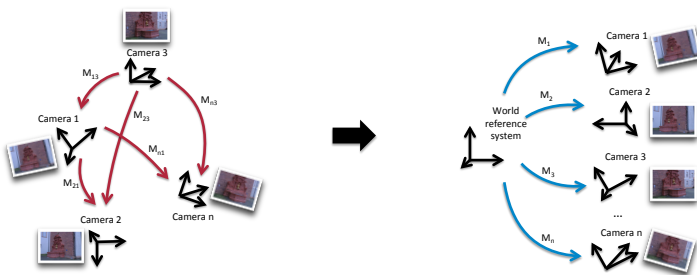 Camera 3
M13
M23
Mn3
Camera 1
Mn1
M21
Camera 2
Camera n
World
reference
system
M1
Camera 1
M2
Camera 2
M3
Camera 3
...
Mn
Camera n